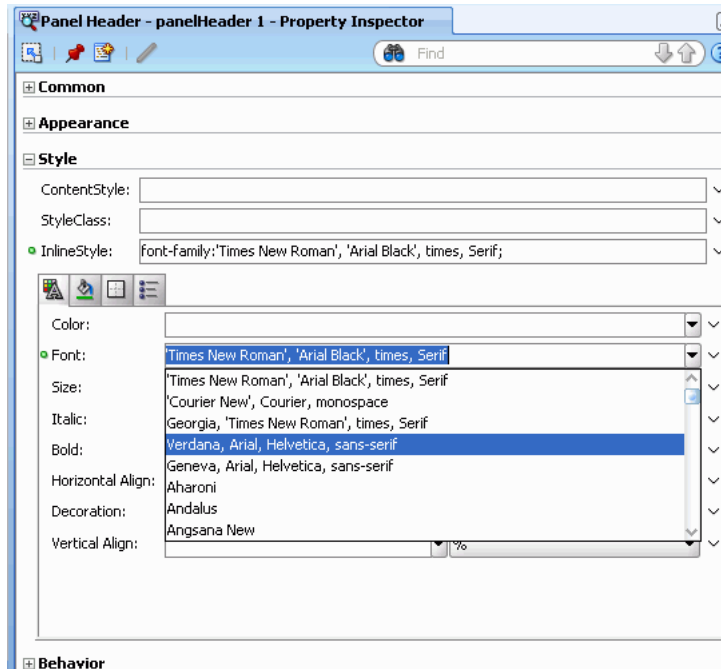 Panel Header - panelHeader 1 - Property Inspector
Find
Common
Appearance
Style
ContentStyle:
StyleClass:
InlineStyle: font-family:'Times New Roman', 'Arial Black', times, Serif;
Color:
Font: 'Times New Roman', 'Arial Black', times, Serif
Size: 'Times New Roman', 'Arial Black', times, Serif
'Courier New', Courier, monospace
Italic: Georgia, 'Times New Roman', times, Serif
Bold: Verdana, Arial, Helvetica, sans-serif
Geneva, Arial, Helvetica, sans-serif
Horizontal Align: Aharoni
Decoration: Andalus
Angsana New
Vertical Align: %
Behavior